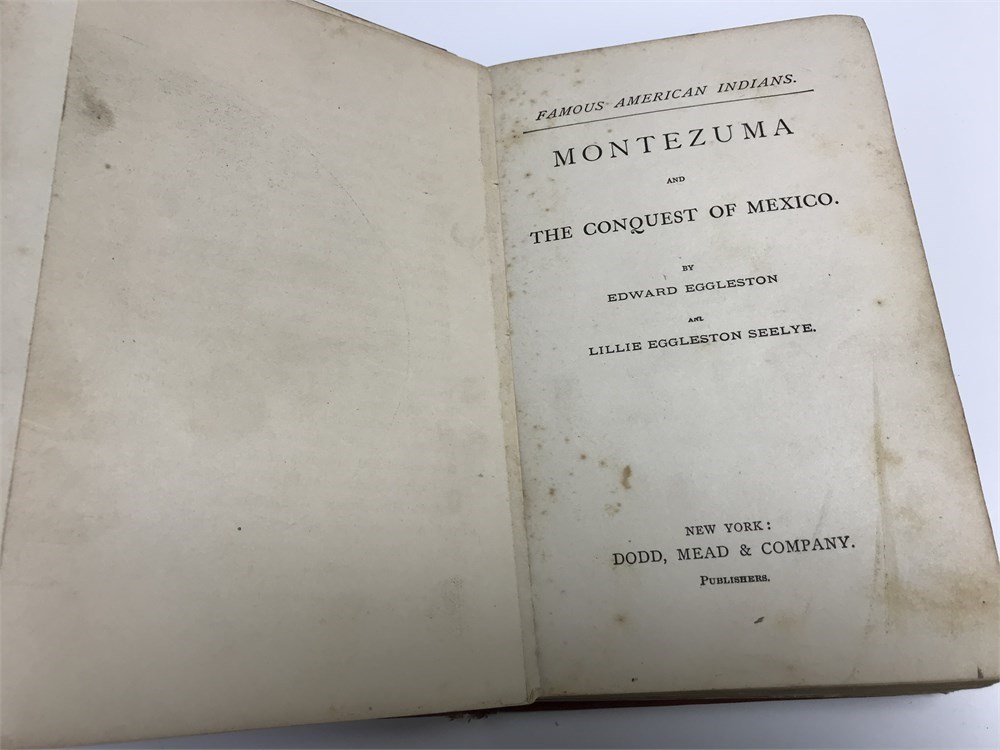 FAMOUS AMERICAN INDIANS.
MONTEZUMA
AND
THE CONQUEST OF MEXICO.
BY
EDWARD EGGLESTON
AND
LILLIE EGGLESTON SEELYE.
NEW YORK:
DODD, MEAD & COMPANY.
PUBLISHERS.